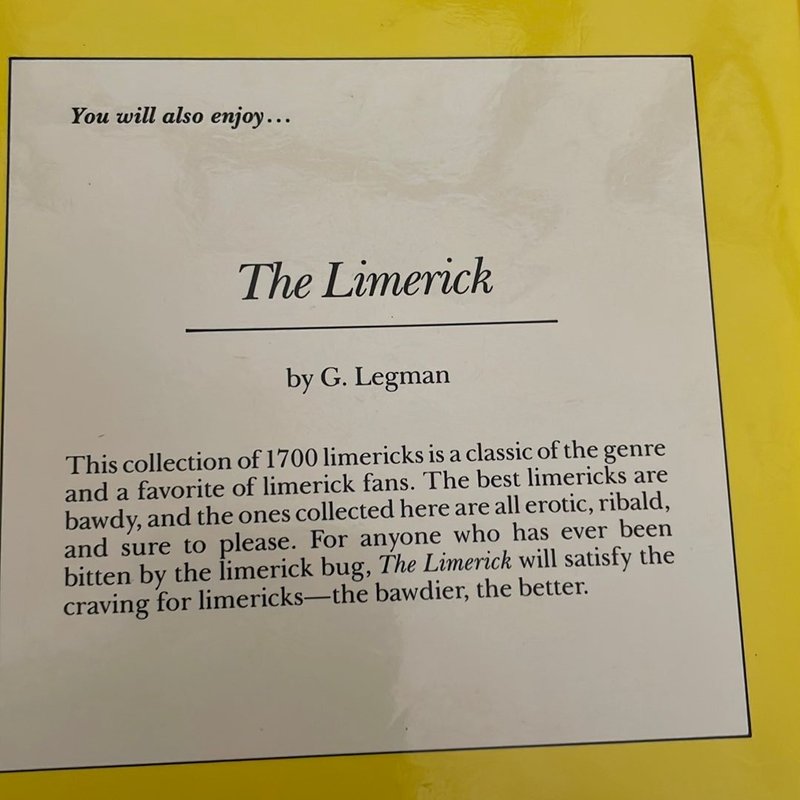 You will also enjoy...
The Limerick
by G. Legman
This collection of 1700 limericks is a classic of the genre
and a favorite of limerick fans. The best limericks are
bawdy, and the ones collected here are all erotic, ribald,
and sure to please. For anyone who has ever been
bitten by the limerick bug, The Limerick will satisfy the
craving for limericks—the bawdier, the better.